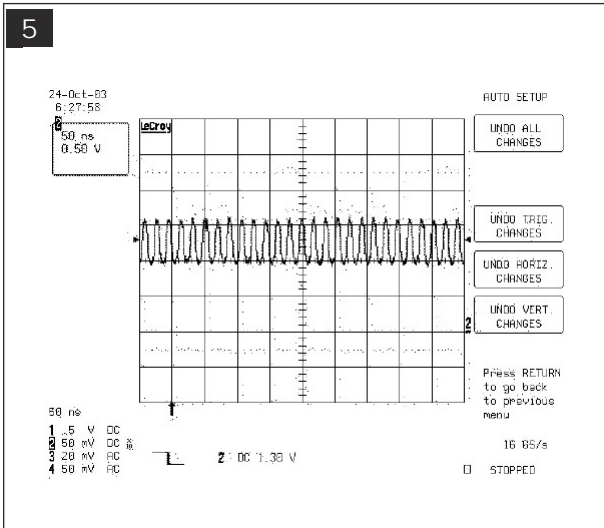 5
24-Oct-03
6:27:58
2
50 ns
0.50 V
LeCroy
AUTO SETUP
UNDO ALL
CHANGES
UNDO TRIG.
CHANGES
UNDO HORIZ.
CHANGES
UNDO VERT.
CHANGES
2
Press RETURN
to go back
to previous
menu
50 ns
1 .5 V DC
2 50 mV DC
3 20 mV AC
4 50 mV AC
2 DC 1.30 V
STOPPED